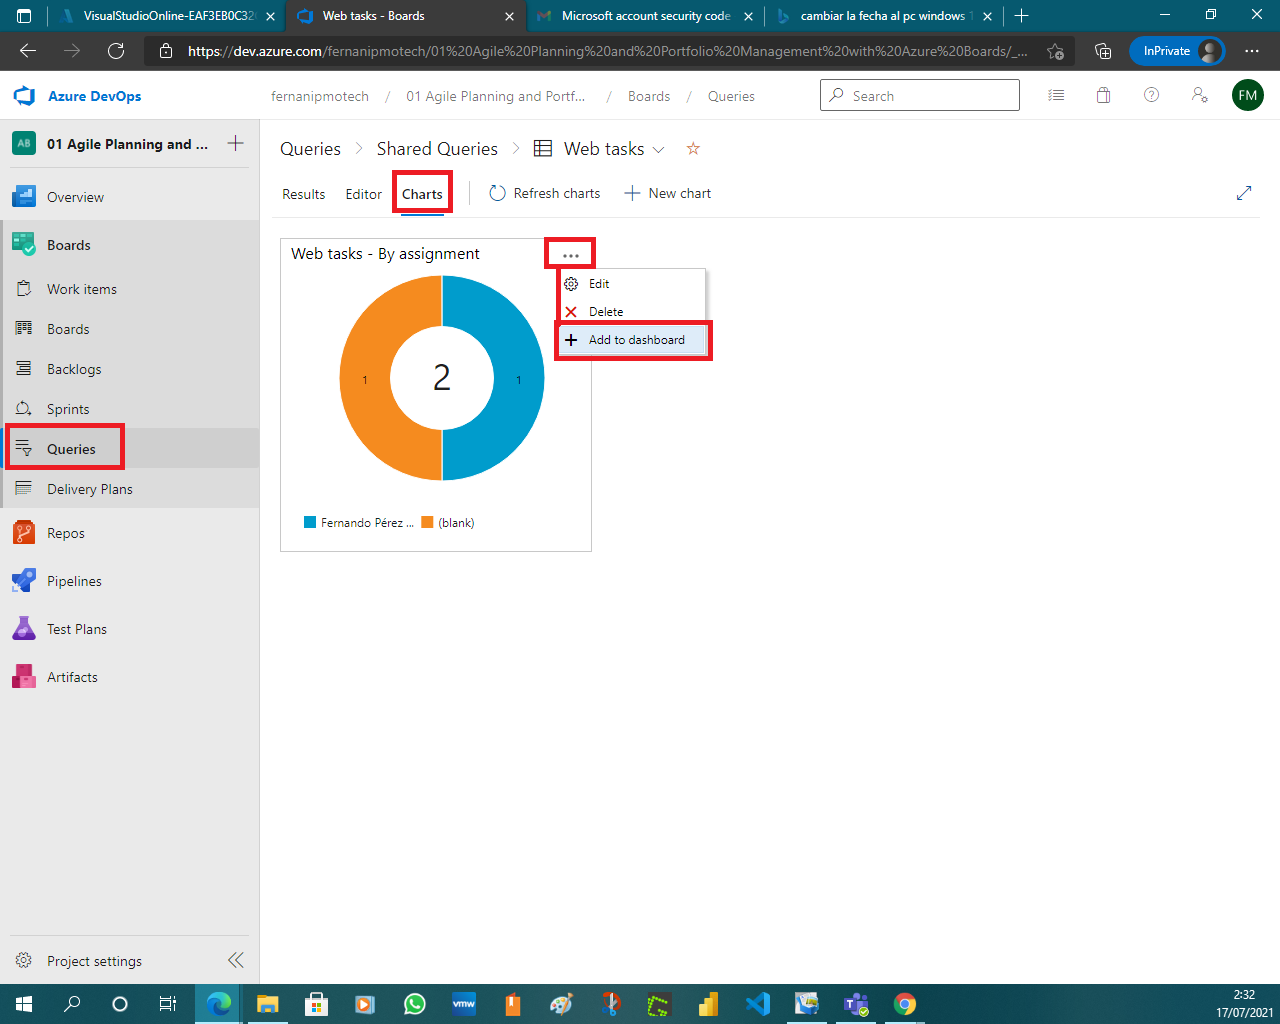 VisualStudioOnline-EAF3EB0C32
Web tasks - Boards
Microsoft account security code
cambiar la fecha al pc windows 1
https://dev.azure.com/fernanipmotech/01%20Agile%20Planning%20and%20Portfolio%20Management%20with%20Azure%20Boards/_...
InPrivate
Azure DevOps
fernanipmotech / 01 Agile Planning and Portf... / Boards / Queries
Search
FM
AB
01 Agile Planning and ...
Overview
Boards
Work items
Boards
Backlogs
Sprints
Queries
Delivery Plans
Repos
Pipelines
Test Plans
Artifacts
Project settings
Queries > Shared Queries > Web tasks
Results Editor Charts Refresh charts New chart
Web tasks - By assignment
Edit
Delete
Add to dashboard
1 2 1
Fernando Pérez ... (blank)
vmw
2:32
17/07/2021